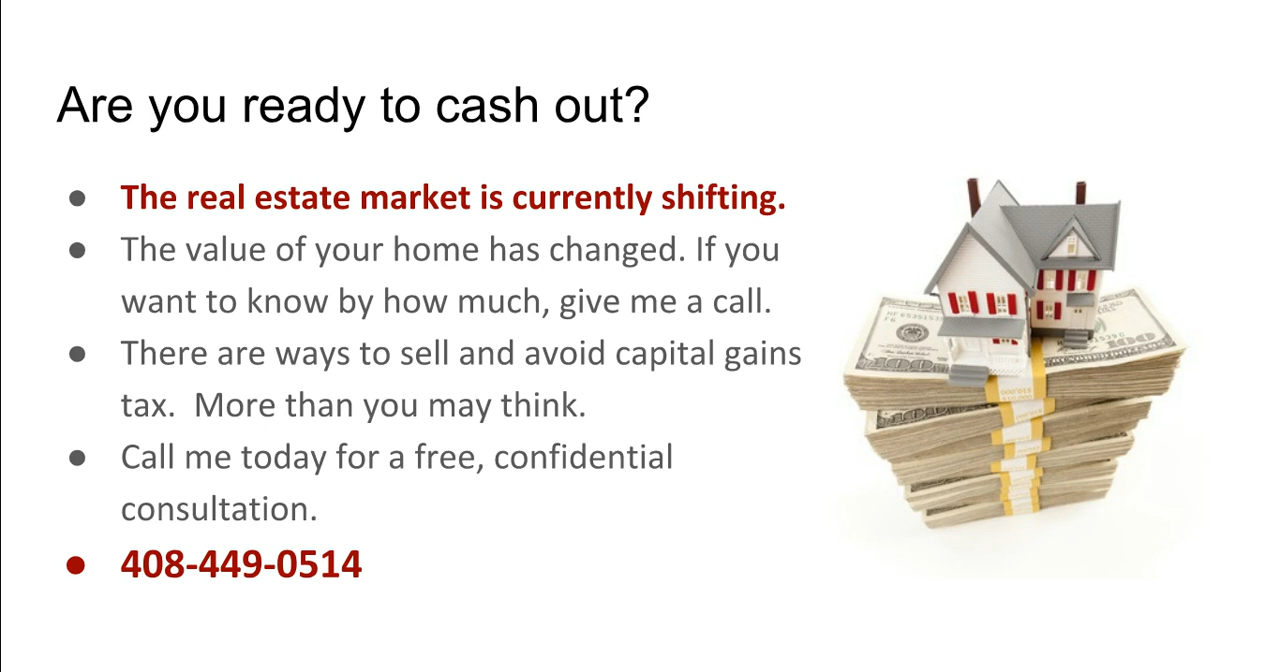 Are you ready to cash out?
● The real estate market is currently shifting.
● The value of your home has changed. If you
want to know by how much, give me a call.
● There are ways to sell and avoid capital gains
tax.  More than you may think.
● Call me today for a free, confidential
consultation.
● 408-449-0514